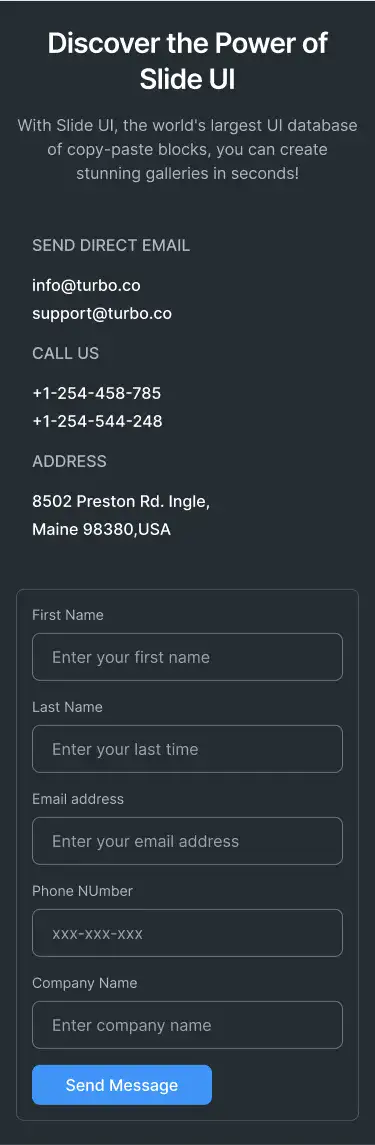 Discover the Power of
Slide UI
With Slide UI, the world's largest UI database
of copy-paste blocks, you can create
stunning galleries in seconds!
SEND DIRECT EMAIL
info@turbo.co
support@turbo.co
CALL US
+1-254-458-785
+1-254-544-248
ADDRESS
8502 Preston Rd. Ingle,
Maine 98380,USA
First Name
Enter your first name
Last Name
Enter your last time
Email address
Enter your email address
Phone NUmber
xxx-xxx-xxx
Company Name
Enter company name
Send Message